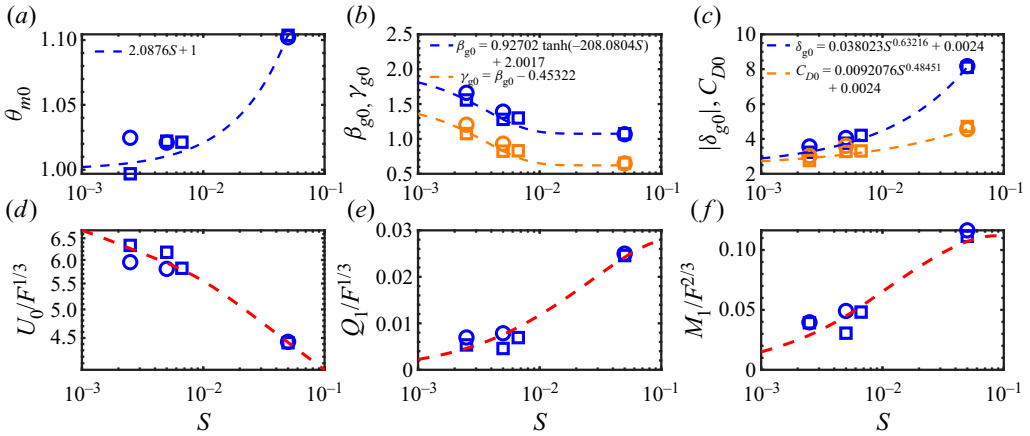 (a)
(b)
(c)
1.10
1.05
1.00
θm0
2.0876S + 1
10−3
10−2
10−1
2.5
2.0
1.5
1.0
0.5
0
βg0, γg0
βg0 = 0.92702 tanh(−208.0804S)
+ 2.0017
γg0 = βg0 − 0.45322
10−3
10−2
10−1
10
8
6
4
2
|δg0|, CD0
δg0 = 0.038023S^0.63216 + 0.0024
CD0 = 0.0092076S^0.48451
+ 0.0024
10−3
10−2
10−1
(d)
(e)
(f)
6.5
6.0
5.5
5.0
4.5
U0/F^1/3
10−3
10−2
10−1
S
0.03
0.02
0.01
0
Q1/F^1/3
10−3
10−2
10−1
S
0.10
0.05
0
M1/F^2/3
10−3
10−2
10−1
S